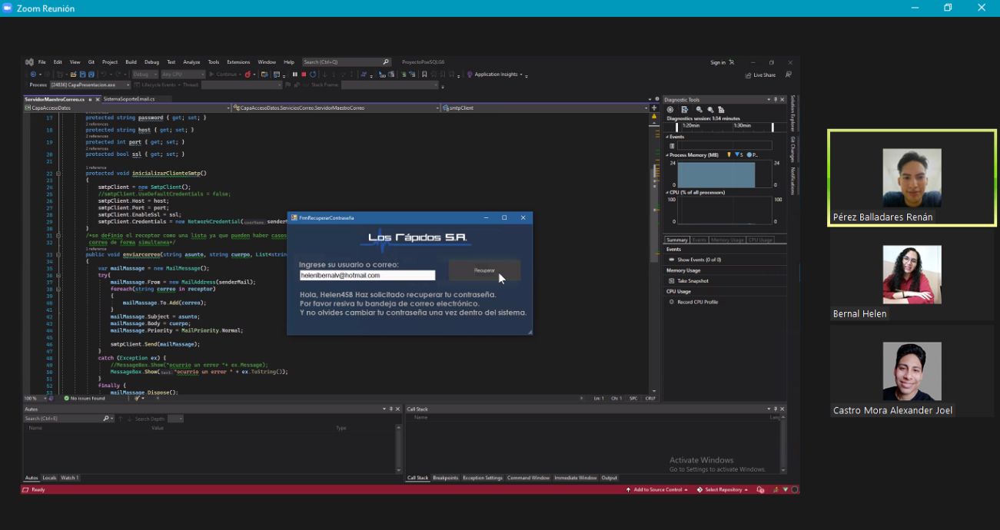 Zoom Reunión
File Edit View Git Project Build Debug Test Analyze Tools Extensions Window Help Search (Ctrl+Q) ProyectoPooSQLG6 Sign in
Debug Any CPU Continue Application Insights Live Share
Process: [24836] CapaPresentacion.exe Lifecycle Events Thread: Stack Frame:
ServidorMaestroCorreo.cs SistemaSoporteEmail.cs
CapaAccesoDatos CapaAccesoDatos.ServiciosCorreo.ServidorMaestroCorreo smtpClient
17 protected string password { get; set; }
2 references
18 protected string host { get; set; }
2 references
19 protected int port { get; set; }
2 references
20 protected bool ssl { get; set; }
21
1 reference
22 protected void inicializarClienteSmtp()
23 {
24 smtpClient = new SmtpClient();
25 //smtpClient.UseDefaultCredentials = false;
26 smtpClient.Host = host;
27 smtpClient.Port = port;
28 smtpClient.EnableSsl = ssl;
29 smtpClient.Credentials = new NetworkCredential(userName: senderM
30 }
31 /*se definio el receptor como una lista ya que pueden haber casos
32 correo de forma simultanea*/
1 reference
33 public void enviarcorreo(string asunto, string cuerpo, List<strin
34 {
35 var mailMassage = new MailMessage();
36 try{
37 mailMassage.From = new MailAddress(senderMail);
38 foreach(string correo in receptor)
39 {
40 mailMassage.To.Add(correo);
41 }
42 mailMassage.Subject = asunto;
43 mailMassage.Body = cuerpo;
44 mailMassage.Priority = MailPriority.Normal;
45
46 smtpClient.Send(mailMassage);
47 }
48 catch (Exception ex) {
49 //MessageBox.Show("ocurrio un error "+ ex.Message);
50 MessageBox.Show(text: "ocurrio un error " + ex.ToString());
51 }
52 finally {
53 mailMassage.Dispose();
100 % No issues found Ln: 1 Ch: 1 SPC CRLF
FrmRecuperarContraseña
Los Rápidos S.A.
Ingrese su usuario o correo:
helenibernalv@hotmail.com
Recuperar
Hola, Helen458 Haz solicitado recuperar tu contraseña.
Por favor resiva tu bandeja de correo electrónico.
Y no olvides cambiar tu contraseña una vez dentro del sistema.
Diagnostic Tools
Diagnostics session: 1:34 minutes
1:20min 1:30min
Events
Process Memory (MB) S P..
24 24
0 0
CPU (% of all processors)
100 100
0 0
Summary Events Memory Usage CPU Usage
Events
Show Events (0 of 0)
Memory Usage
Take Snapshot
CPU Usage
Record CPU Profile
Solution Explorer
Git Changes
Notifications
Autos
Search (Ctrl+E) Search Depth:
Name Value Type
Autos Locals Watch 1
Call Stack
Name Lang
Call Stack Breakpoints Exception Settings Command Window Immediate Window Output
Activate Windows
Go to Settings to activate Windows.
Ready Add to Source Control Select Repository
Pérez Balladares Renán
Bernal Helen
Castro Mora Alexander Joel